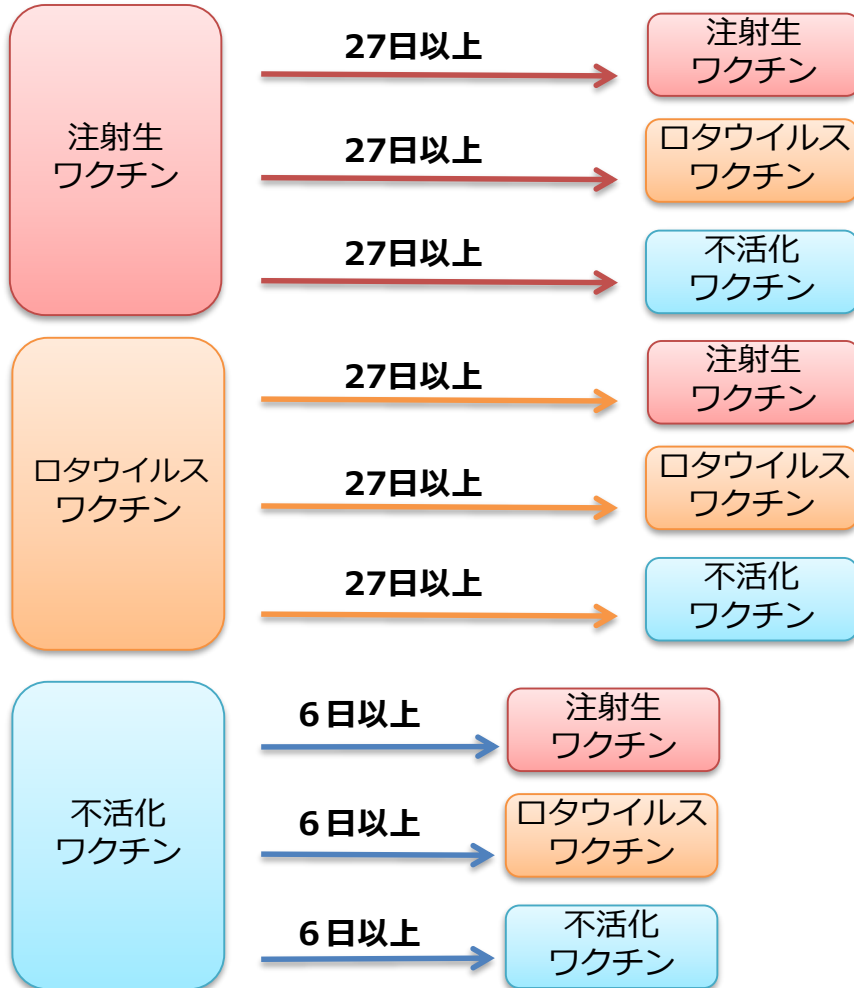 注射生
ワクチン
27日以上
注射生
ワクチン
27日以上
ロタウイルス
ワクチン
27日以上
不活化
ワクチン
ロタウイルス
ワクチン
27日以上
注射生
ワクチン
27日以上
ロタウイルス
ワクチン
27日以上
不活化
ワクチン
不活化
ワクチン
6日以上
注射生
ワクチン
6日以上
ロタウイルス
ワクチン
6日以上
不活化
ワクチン